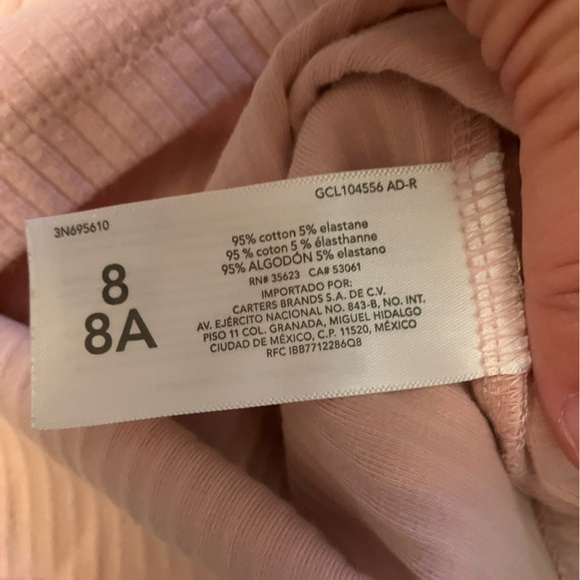 GCL104556 AD-R
3N695610
8
8A
95% cotton 5% elastane
95 % coton 5 % élasthanne
95% ALGODÓN 5% elastano
RN# 35623 CA# 53061
IMPORTADO POR:
CARTERS BRANDS S.A. DE C.V.
AV. EJÉRCITO NACIONAL NO. 843-B, NO. INT.
PISO 11 COL. GRANADA, MIGUEL HIDALGO
CIUDAD DE MÉXICO, C.P. 11520, MÉXICO
RFC IBB7712286Q8